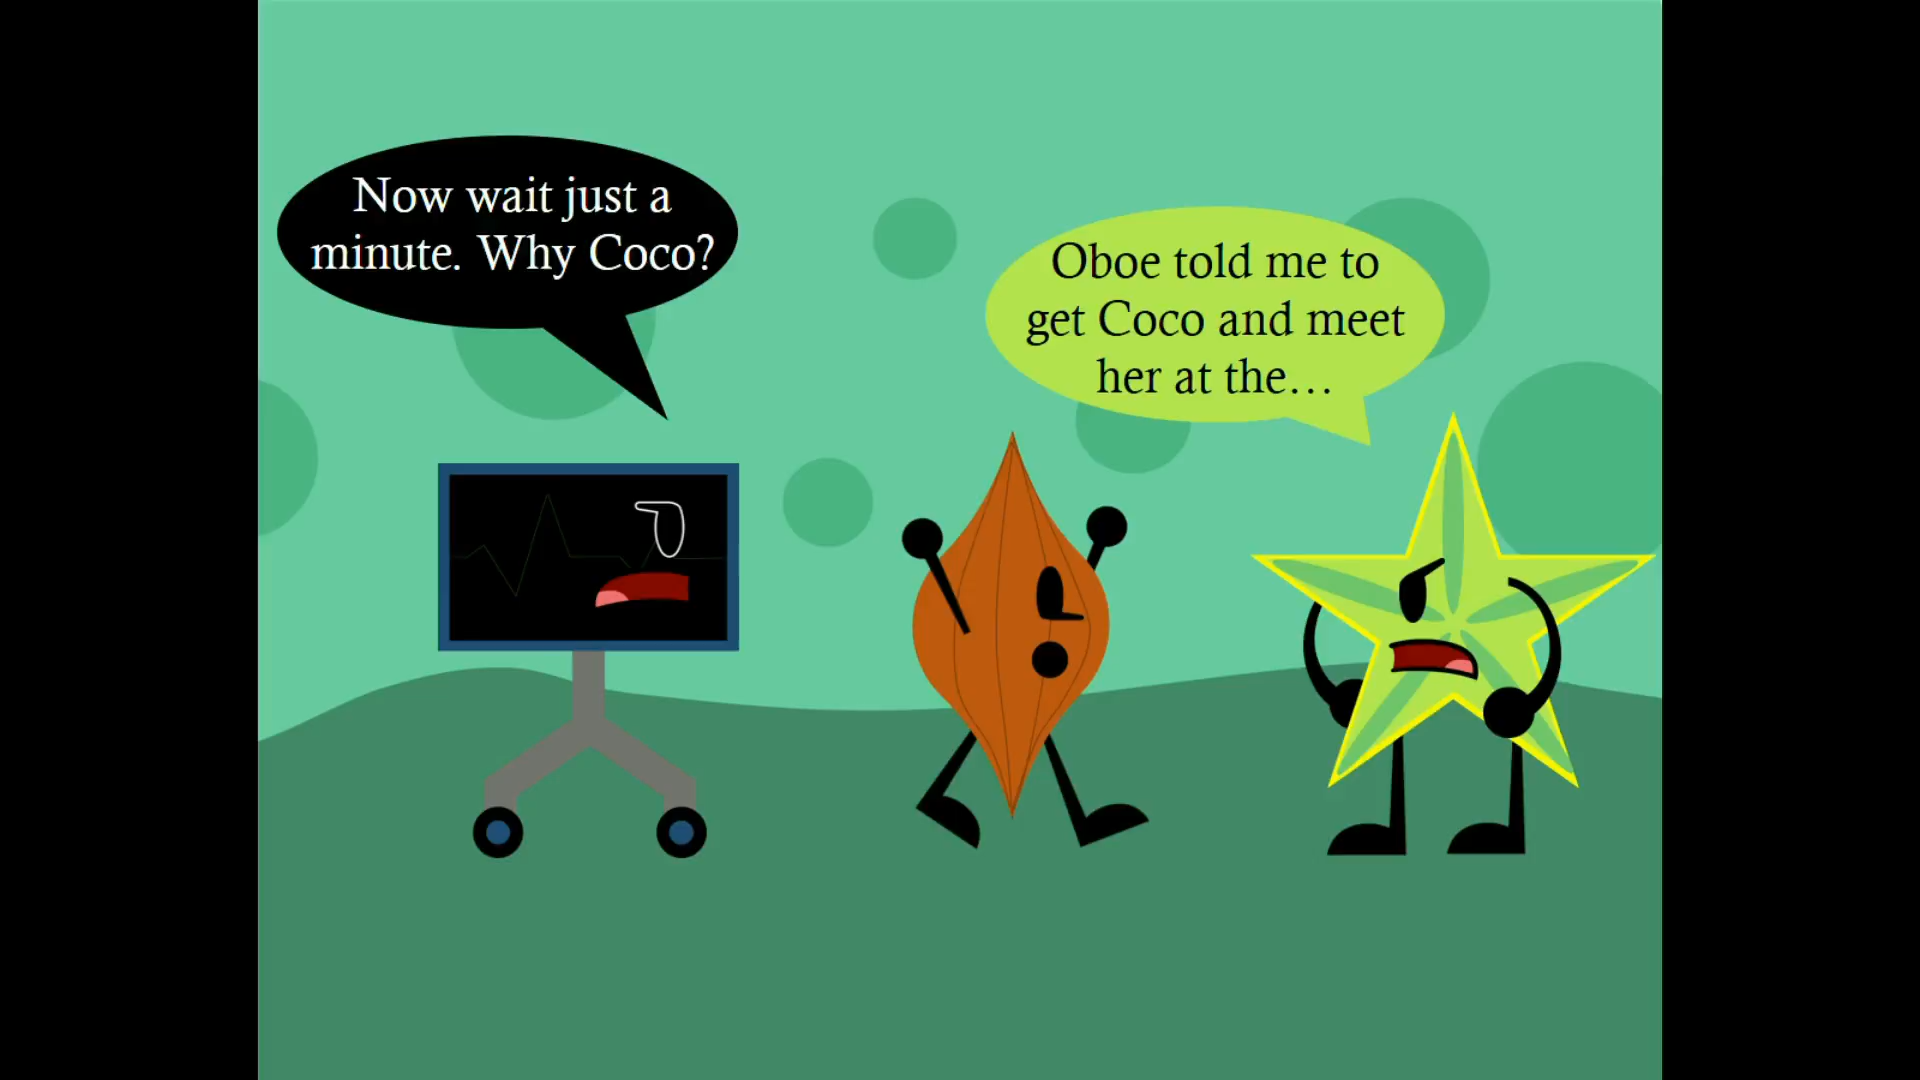 Now wait just a
minute. Why Coco?
Oboe told me to
get Coco and meet
her at the…